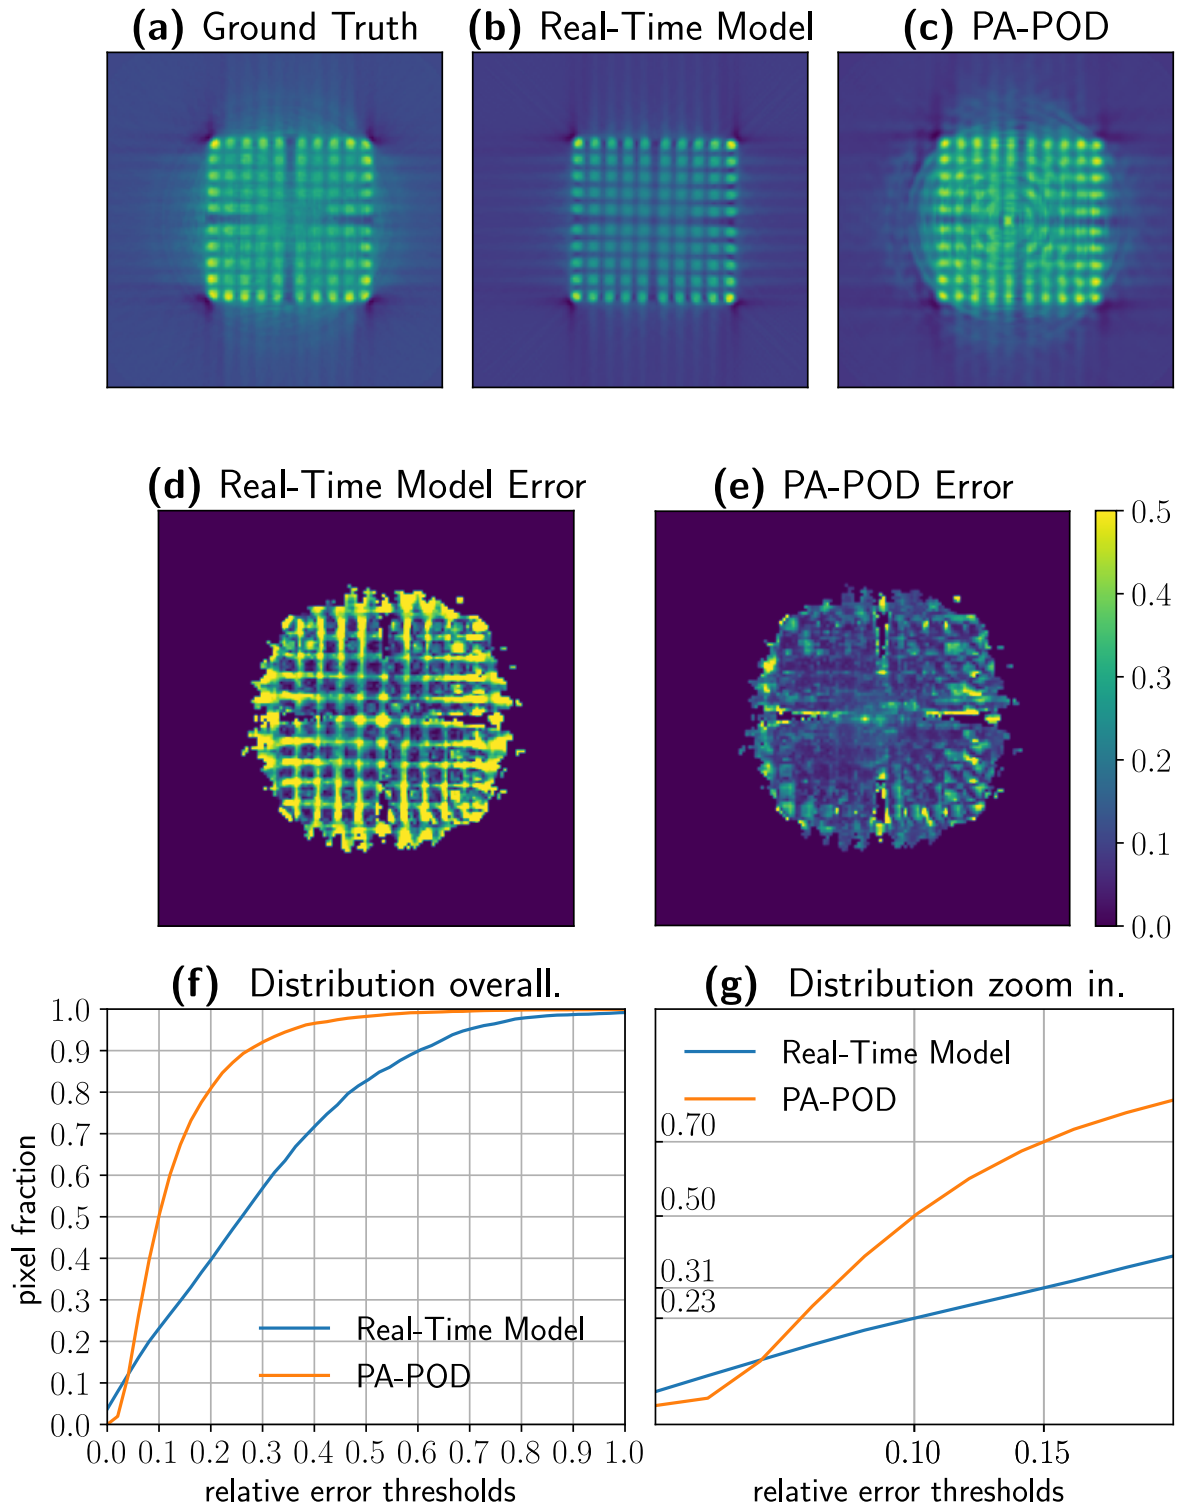 (a) Ground Truth
(b) Real-Time Model
(c) PA-POD
(d) Real-Time Model Error
(e) PA-POD Error
0.5
0.4
0.3
0.2
0.1
0.0
(f) Distribution overall.
1.0
0.9
0.8
0.7
0.6
0.5
0.4
0.3
0.2
0.1
0.0
pixel fraction
Real-Time Model
PA-POD
0.0 0.1 0.2 0.3 0.4 0.5 0.6 0.7 0.8 0.9 1.0
relative error thresholds
(g) Distribution zoom in.
Real-Time Model
PA-POD
0.70
0.50
0.31
0.23
0.10 0.15
relative error thresholds